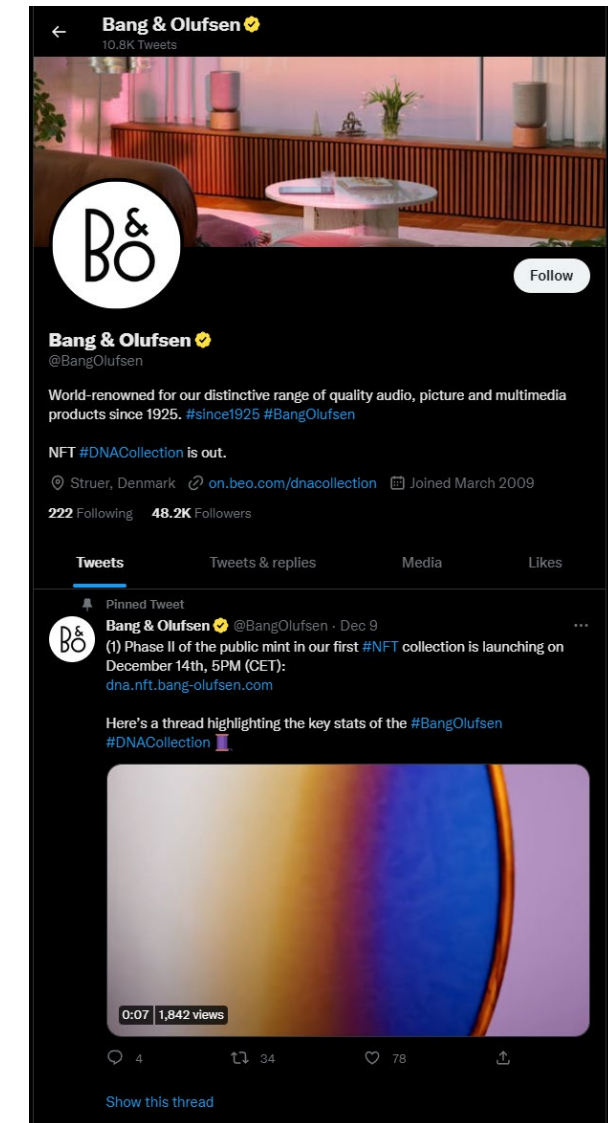 Bang & Olufsen
10.8K Tweets
B&O
Follow
Bang & Olufsen
@BangOlufsen
World-renowned for our distinctive range of quality audio, picture and multimedia
products since 1925. #since1925 #BangOlufsen
NFT #DNACollection is out.
Struer, Denmark on.beo.com/dnacollection Joined March 2009
222 Following 48.2K Followers
Tweets Tweets & replies Media Likes
Pinned Tweet
B&O
Bang & Olufsen @BangOlufsen · Dec 9
(1) Phase II of the public mint in our first #NFT collection is launching on
December 14th, 5PM (CET):
dna.nft.bang-olufsen.com
Here's a thread highlighting the key stats of the #BangOlufsen
#DNACollection
0:07 1,842 views
4 34 78
Show this thread